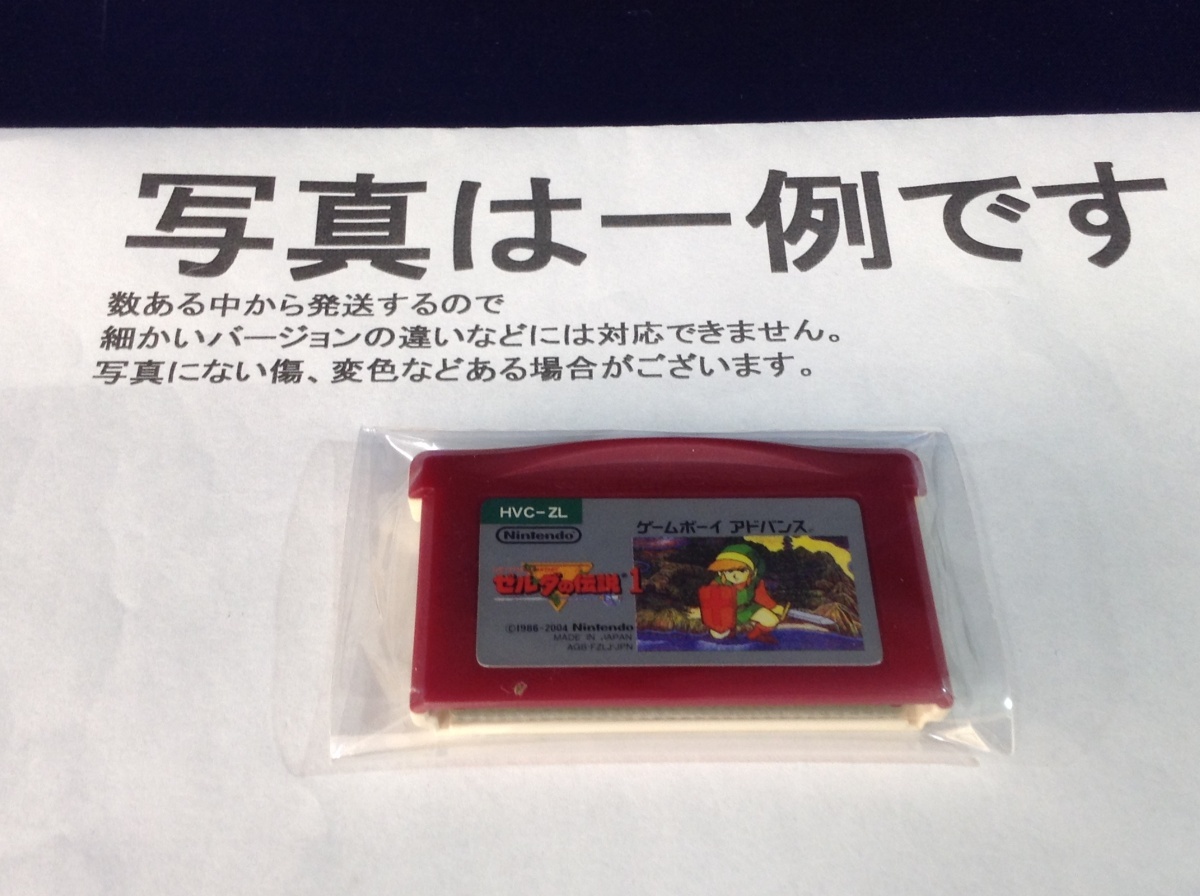 写真は一例です
数ある中から発送するので
細かいバージョンの違いなどには対応できません。
写真にない傷、変色などある場合がございます。
HVC-ZL
Nintendo
ゲームボーイ アドバンス
ゼルダの伝説 1
©1986-2004 Nintendo
MADE IN JAPAN
AGB-FZLJ-JPN